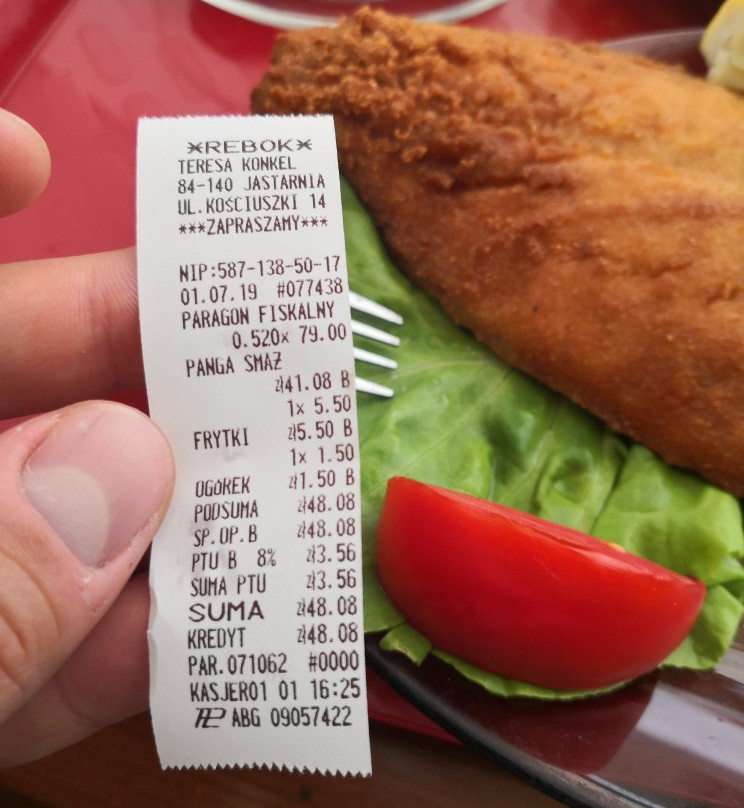 *REBOK*
TERESA KONKEL
84-140 JASTARNIA
UL.KOŚCIUSZKI 14
***ZAPRASZAMY***
NIP:587-138-50-17
01.07.19 #077438
PARAGON FISKALNY
0.520x 79.00
PANGA SMAŻ
zł41.08 B
1x 5.50
FRYTKI zł5.50 B
1x 1.50
OGÓREK zł1.50 B
PODSUMA zł48.08
SP.OP.B zł48.08
PTU B 8% zł3.56
SUMA PTU zł3.56
SUMA zł48.08
KREDYT zł48.08
PAR.071062 #0000
KASJER01 01 16:25
ABG 09057422